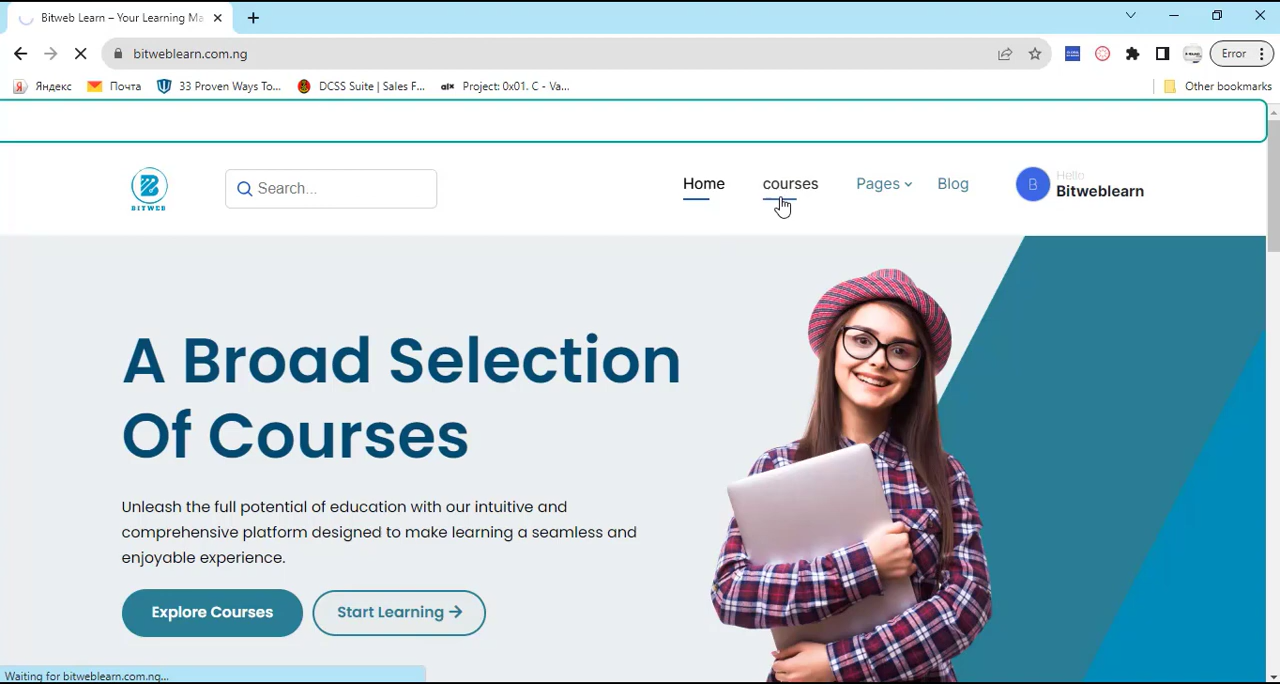 Bitweb Learn – Your Learning Ma
bitweblearn.com.ng
Error
Яндекс
Почта
33 Proven Ways To...
DCSS Suite | Sales F...
alx Project: 0x01. C - Va...
Other bookmarks
BITWEB
Search...
Home
courses
Pages
Blog
B
Hello
Bitweblearn
A Broad Selection
Of Courses
Unleash the full potential of education with our intuitive and
comprehensive platform designed to make learning a seamless and
enjoyable experience.
Explore Courses
Start Learning →
Waiting for bitweblearn.com.ng...